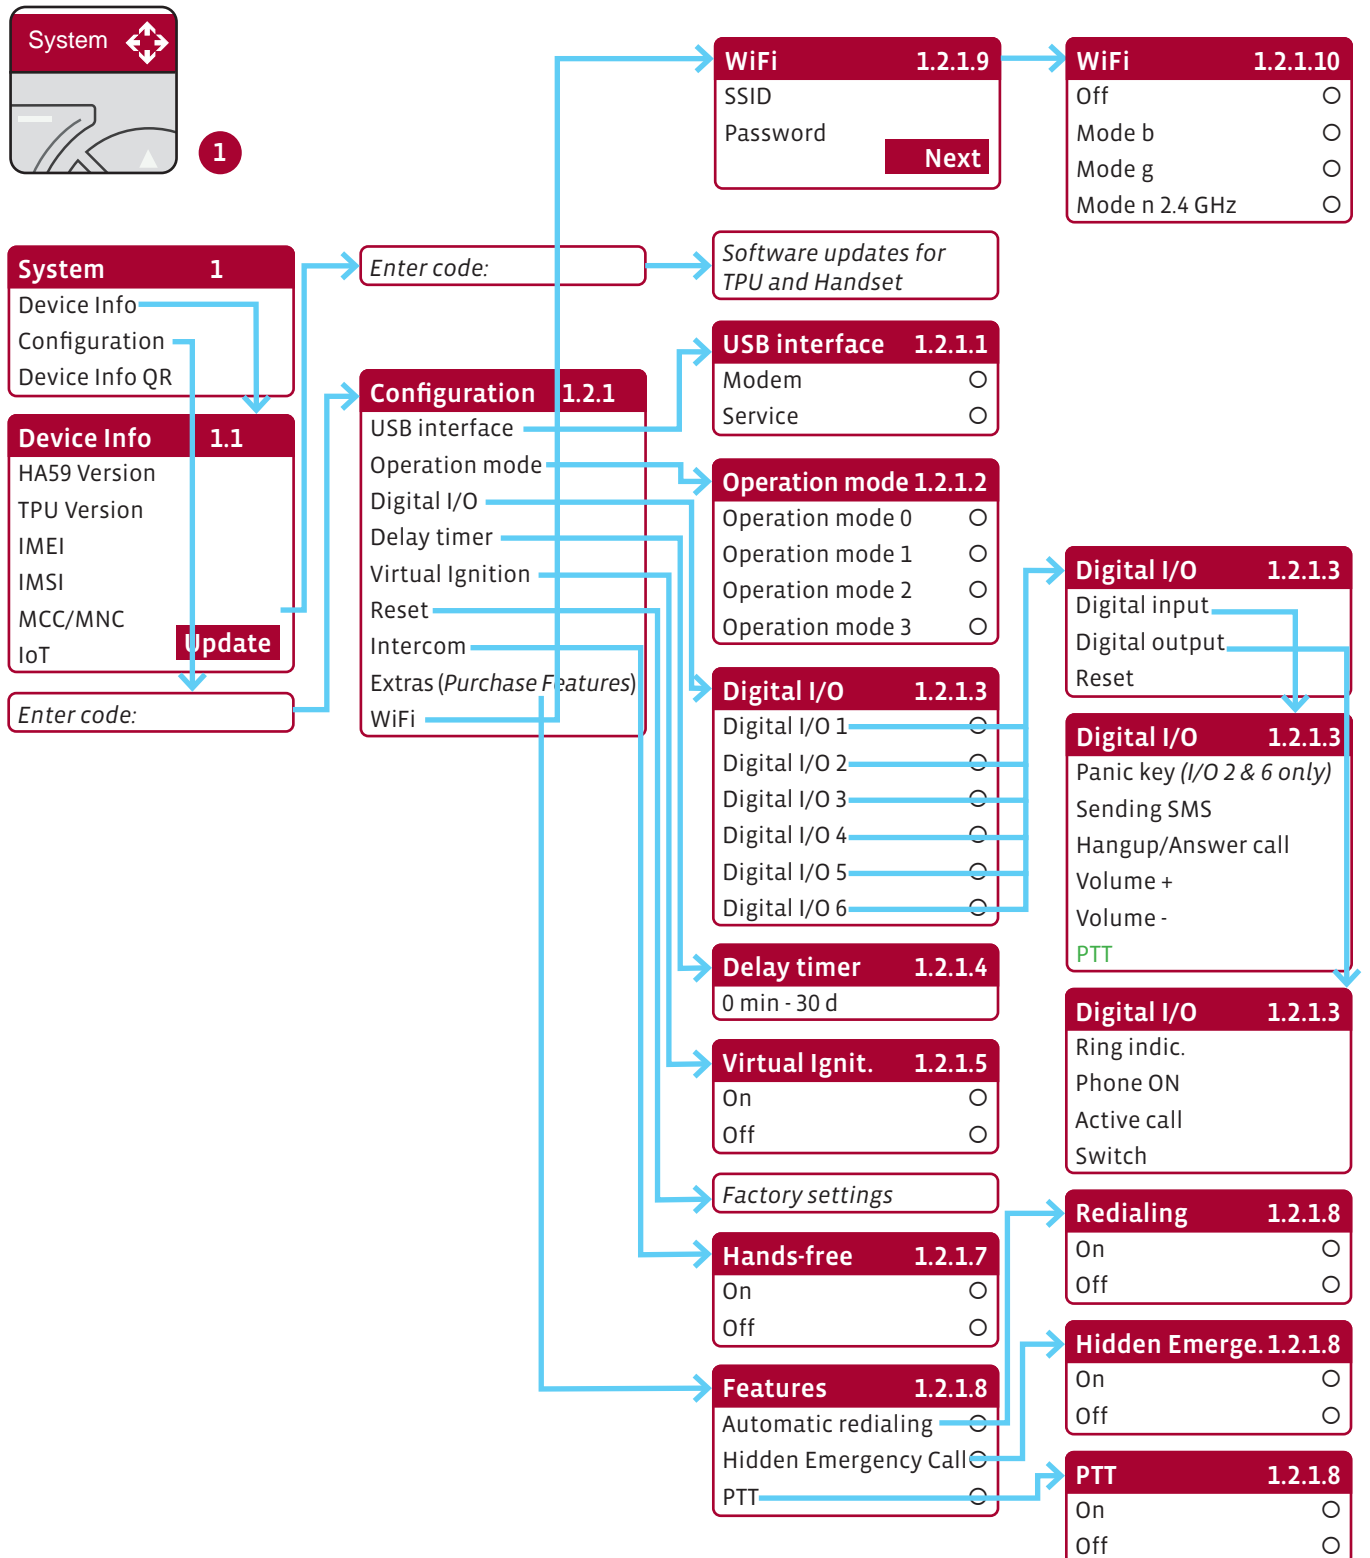 System
1
System 1
Device Info
Configuration
Device Info QR
Device Info 1.1
HA59 Version
TPU Version
IMEI
IMSI
MCC/MNC
IoT
Update
Enter code:
Enter code:
Configuration 1.2.1
USB interface
Operation mode
Digital I/O
Delay timer
Virtual Ignition
Reset
Intercom
Extras (Purchase Features)
WiFi
WiFi 1.2.1.9
SSID
Password
Next
Software updates for
TPU and Handset
USB interface 1.2.1.1
Modem
Service
Operation mode 1.2.1.2
Operation mode 0
Operation mode 1
Operation mode 2
Operation mode 3
Digital I/O 1.2.1.3
Digital I/O 1
Digital I/O 2
Digital I/O 3
Digital I/O 4
Digital I/O 5
Digital I/O 6
Delay timer 1.2.1.4
0 min - 30 d
Virtual Ignit. 1.2.1.5
On
Off
Factory settings
Hands-free 1.2.1.7
On
Off
Features 1.2.1.8
Automatic redialing
Hidden Emergency Call
PTT
WiFi 1.2.1.10
Off
Mode b
Mode g
Mode n 2.4 GHz
Digital I/O 1.2.1.3
Digital input
Digital output
Reset
Digital I/O 1.2.1.3
Panic key (I/O 2 & 6 only)
Sending SMS
Hangup/Answer call
Volume +
Volume -
PTT
Digital I/O 1.2.1.3
Ring indic.
Phone ON
Active call
Switch
Redialing 1.2.1.8
On
Off
Hidden Emerge. 1.2.1.8
On
Off
PTT 1.2.1.8
On
Off